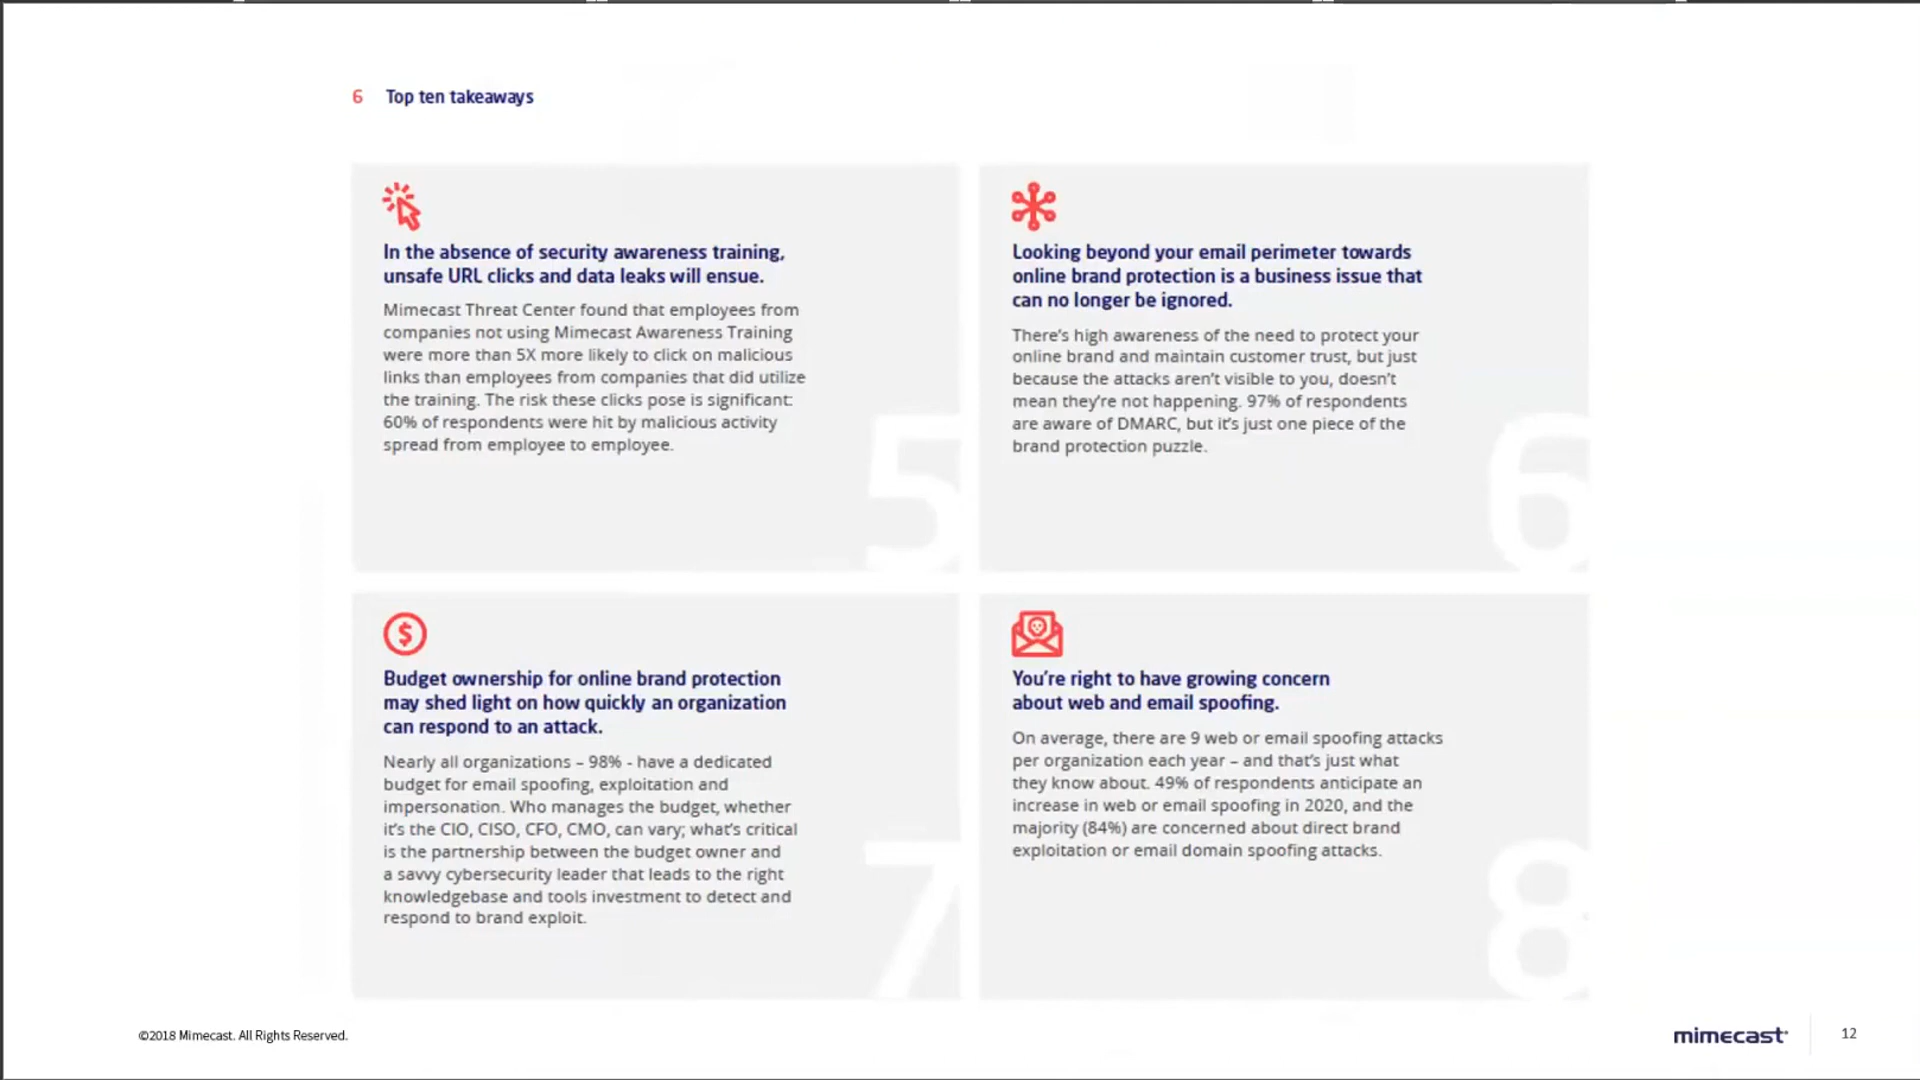 6 Top ten takeaways
In the absence of security awareness training,
unsafe URL clicks and data leaks will ensue.
Mimecast Threat Center found that employees from
companies not using Mimecast Awareness Training
were more than 5X more likely to click on malicious
links than employees from companies that did utilize
the training. The risk these clicks pose is significant:
60% of respondents were hit by malicious activity
spread from employee to employee.
5
Looking beyond your email perimeter towards
online brand protection is a business issue that
can no longer be ignored.
There's high awareness of the need to protect your
online brand and maintain customer trust, but just
because the attacks aren't visible to you, doesn't
mean they're not happening. 97% of respondents
are aware of DMARC, but it's just one piece of the
brand protection puzzle.
6
$
Budget ownership for online brand protection
may shed light on how quickly an organization
can respond to an attack.
Nearly all organizations – 98% - have a dedicated
budget for email spoofing, exploitation and
impersonation. Who manages the budget, whether
it's the CIO, CISO, CFO, CMO, can vary; what's critical
is the partnership between the budget owner and
a savvy cybersecurity leader that leads to the right
knowledgebase and tools investment to detect and
respond to brand exploit.
7
You're right to have growing concern
about web and email spoofing.
On average, there are 9 web or email spoofing attacks
per organization each year – and that's just what
they know about. 49% of respondents anticipate an
increase in web or email spoofing in 2020, and the
majority (84%) are concerned about direct brand
exploitation or email domain spoofing attacks.
8
©2018 Mimecast. All Rights Reserved.
mimecast
12